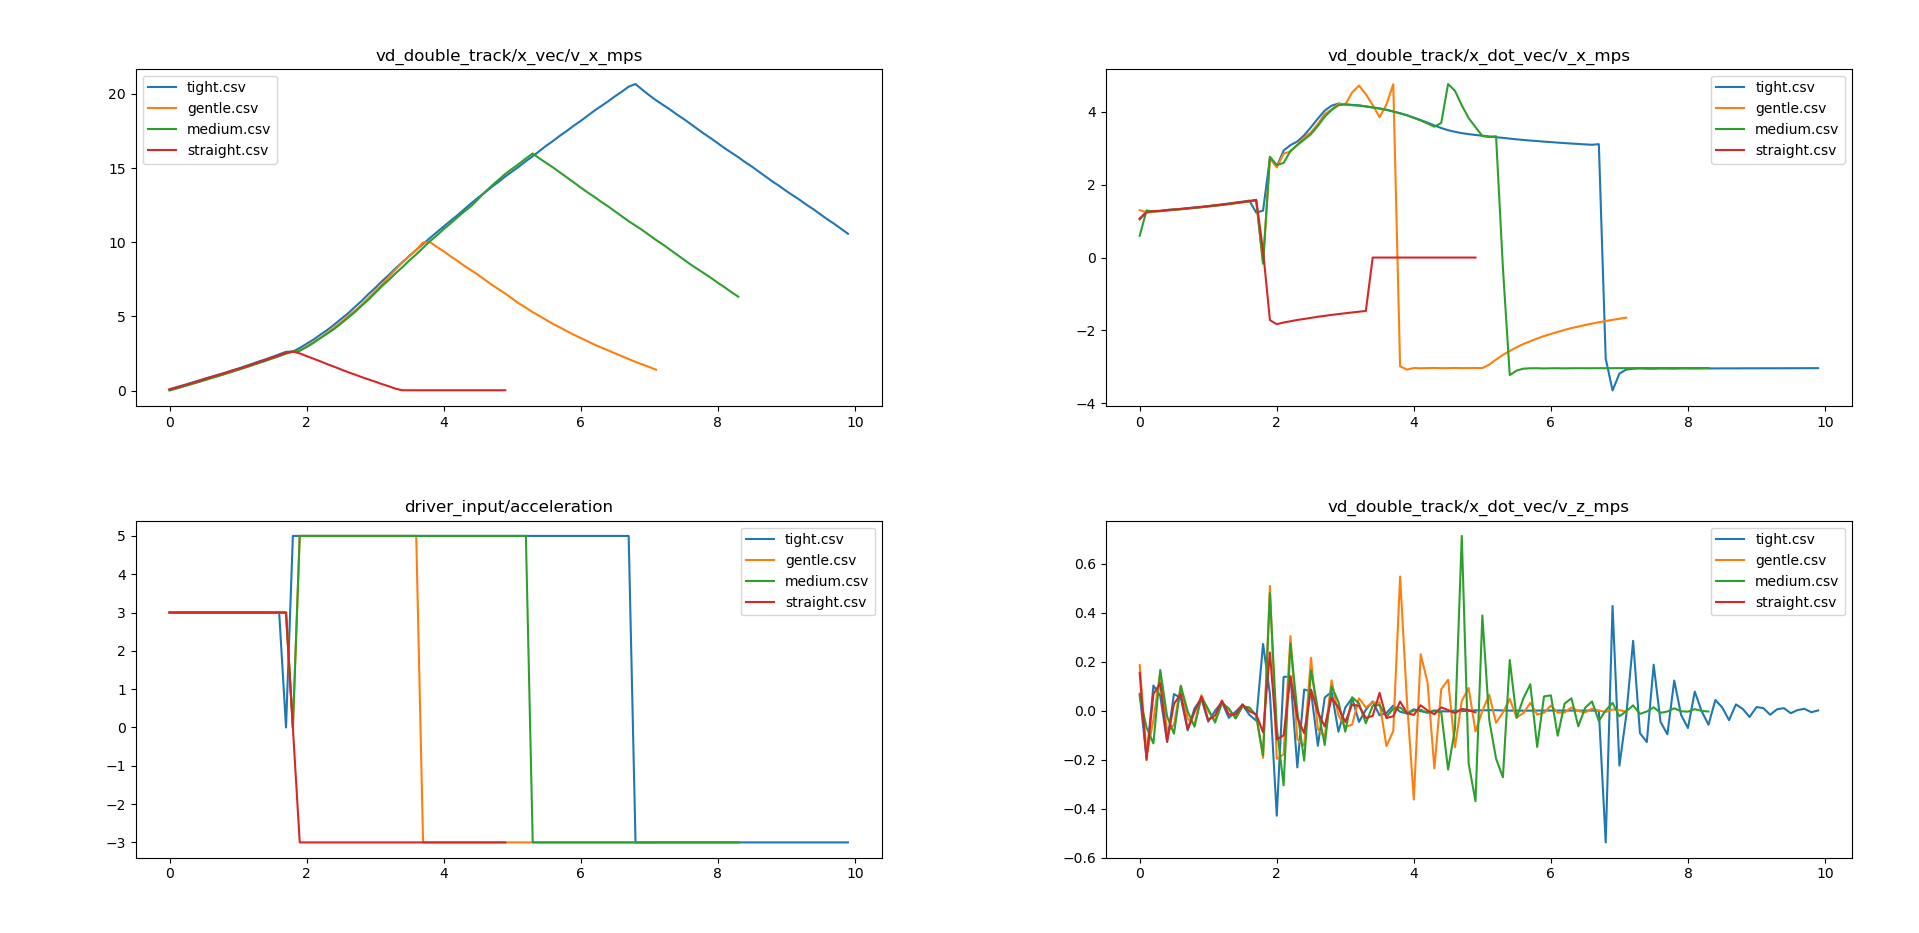 vd_double_track/x_vec/v_x_mps
20
15
10
5
0
tight.csv
gentle.csv
medium.csv
straight.csv
0 2 4 6 8 10
vd_double_track/x_dot_vec/v_x_mps
4
2
0
−2
−4
tight.csv
gentle.csv
medium.csv
straight.csv
0 2 4 6 8 10
driver_input/acceleration
5
4
3
2
1
0
−1
−2
−3
tight.csv
gentle.csv
medium.csv
straight.csv
0 2 4 6 8 10
vd_double_track/x_dot_vec/v_z_mps
0.6
0.4
0.2
0.0
−0.2
−0.4
−0.6
tight.csv
gentle.csv
medium.csv
straight.csv
0 2 4 6 8 10